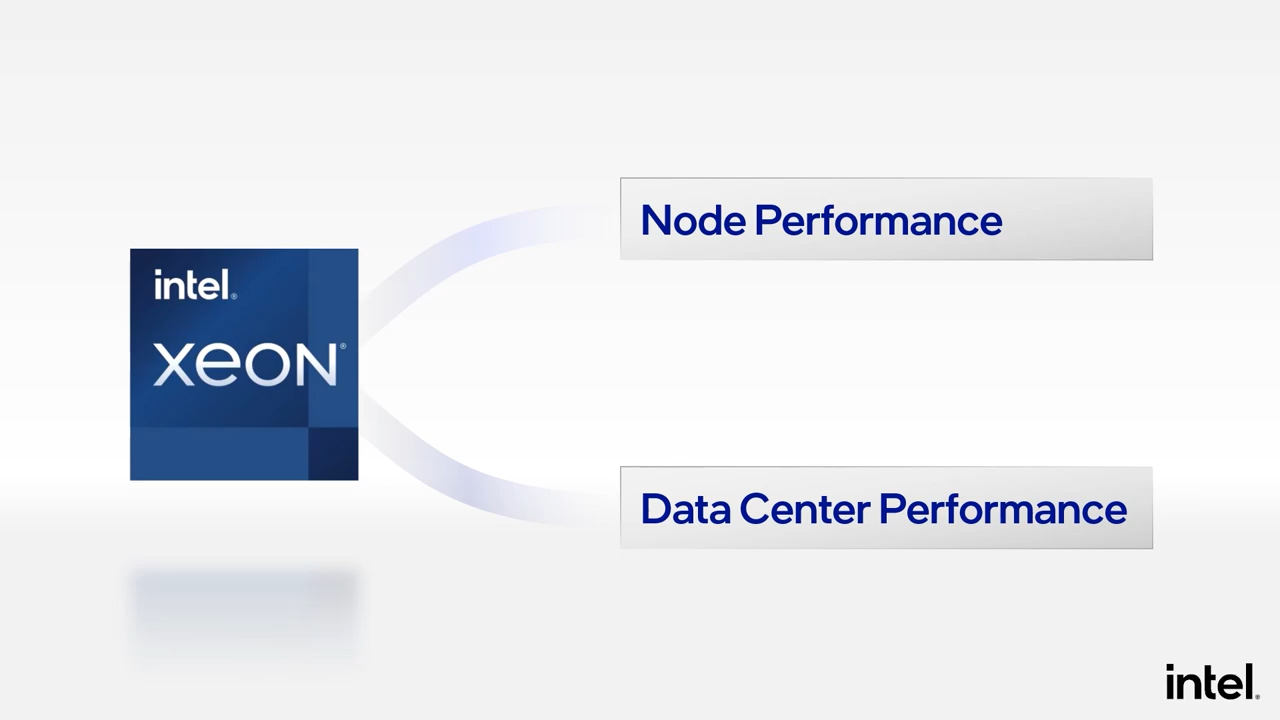 intel®
xeon®
Node Performance
Data Center Performance
intel®